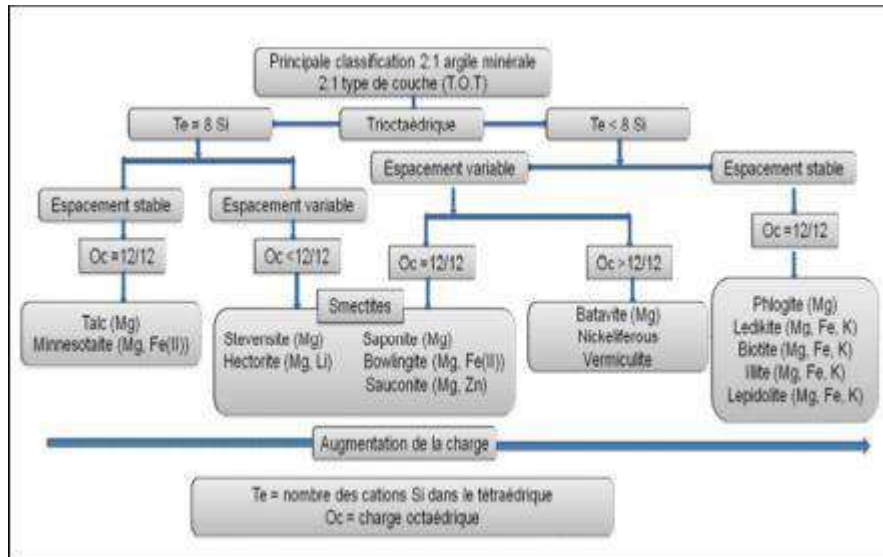 Principale classification 2:1 argile minérale
2:1 type de couche (T.O.T)
Te = 8 Si
Trioctaédrique
Te < 8 Si
Espacement variable
Espacement stable
Espacement stable
Espacement variable
Oc =12/12
Oc =12/12
Oc <12/12
Oc =12/12
Oc >12/12
Smectites
Talc (Mg)
Minnesotaite (Mg, Fe(II))
Stevensite (Mg)
Hectorite (Mg, Li)
Saponite (Mg)
Bowlingite (Mg, Fe(II))
Sauconite (Mg, Zn)
Batavite (Mg)
Nickeliferous
Vermiculite
Phlogite (Mg)
Ledikite (Mg, Fe, K)
Biotite (Mg, Fe, K)
Illite (Mg, Fe, K)
Lepidolite (Mg, Fe, K)
Augmentation de la charge
Te = nombre des cations Si dans le tétraédrique
Oc = charge octaédrique